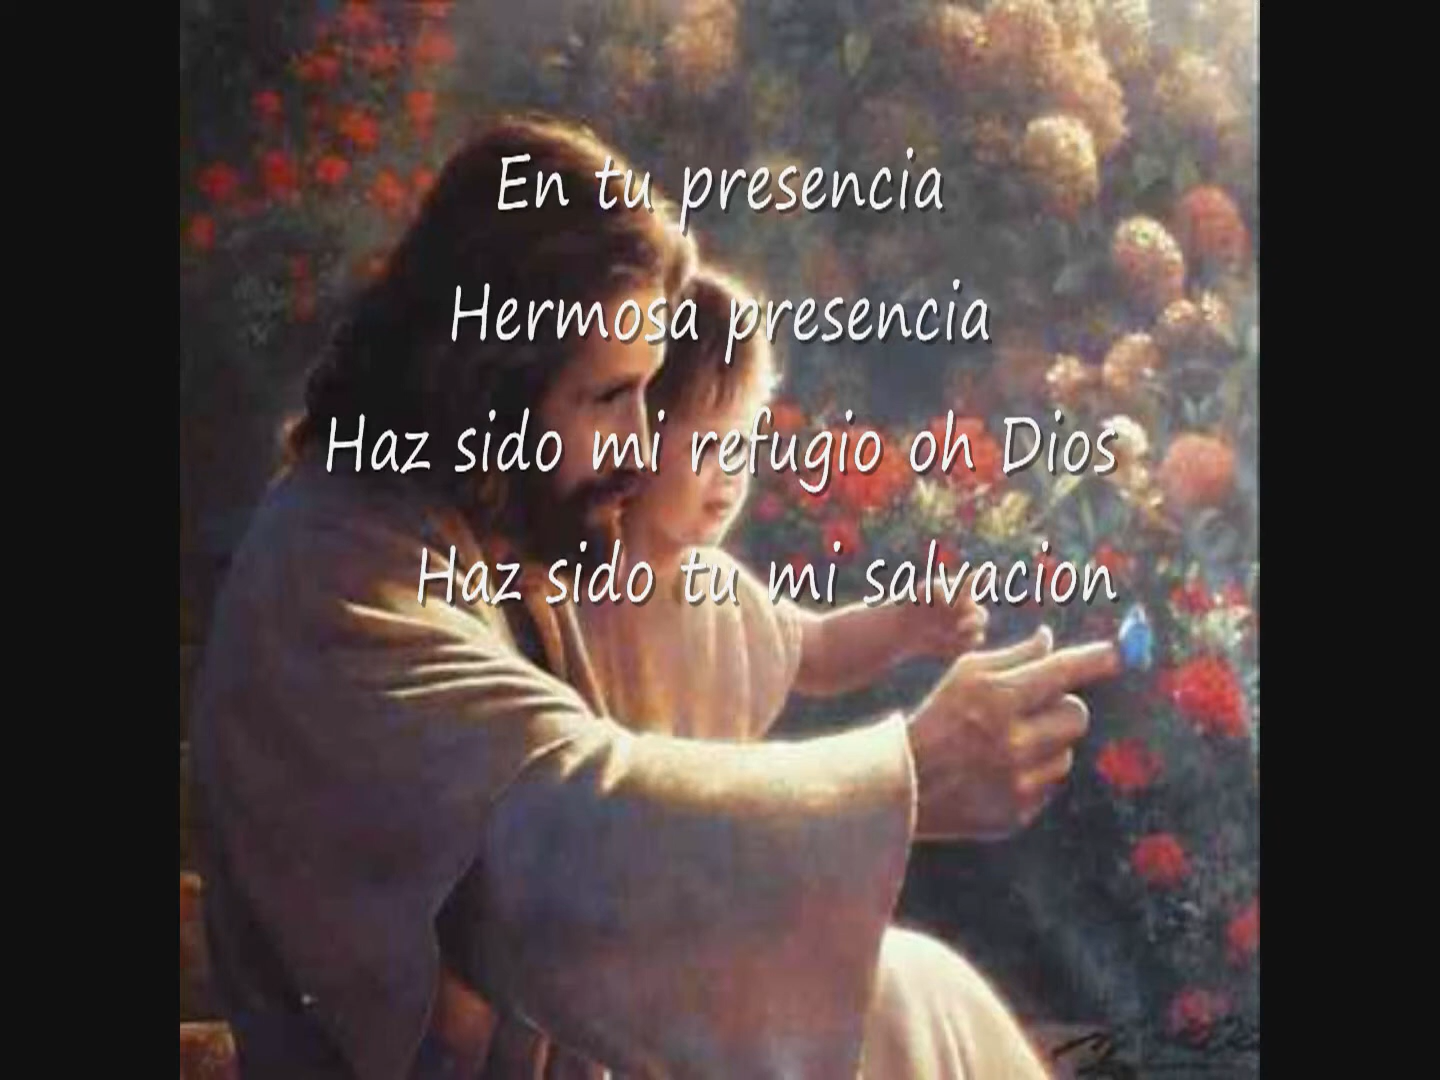 En tu presencia
Hermosa presencia
Haz sido mi refugio oh Dios
Haz sido tu mi salvacion